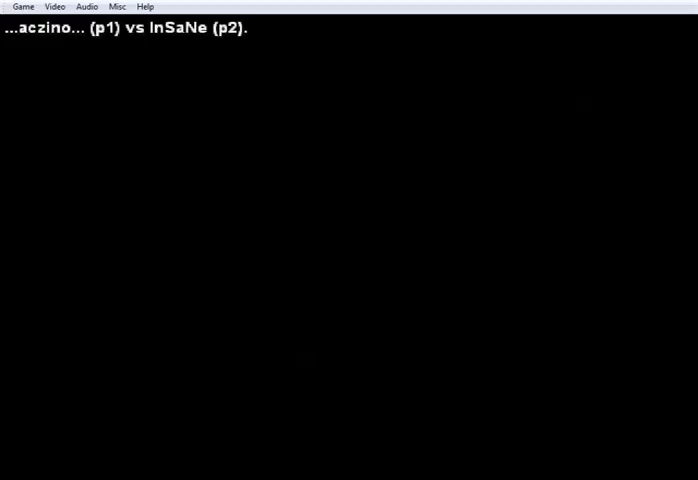 Game Video Audio Misc Help
...aczino... (p1) vs InSaNe (p2).